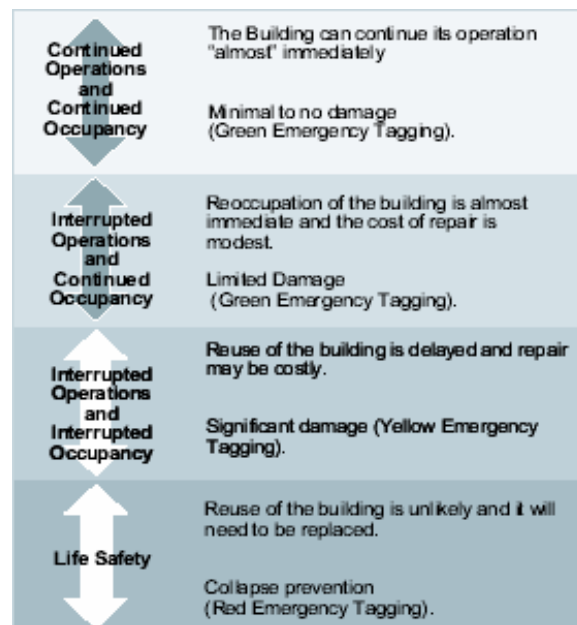 Continued
Operations
and
Continued
Occupancy
The Building can continue its operation
"almost" immediately
Minimal to no damage
(Green Emergency Tagging).
Interrupted
Operations
and
Continued
Occupancy
Reoccupation of the building is almost
immediate and the cost of repair is
modest.
Limited Damage
(Green Emergency Tagging).
Interrupted
Operations
and
Interrupted
Occupancy
Reuse of the building is delayed and repair
may be costly.
Significant damage (Yellow Emergency
Tagging).
Life Safety
Reuse of the building is unlikely and it will
need to be replaced.
Collapse prevention
(Red Emergency Tagging).